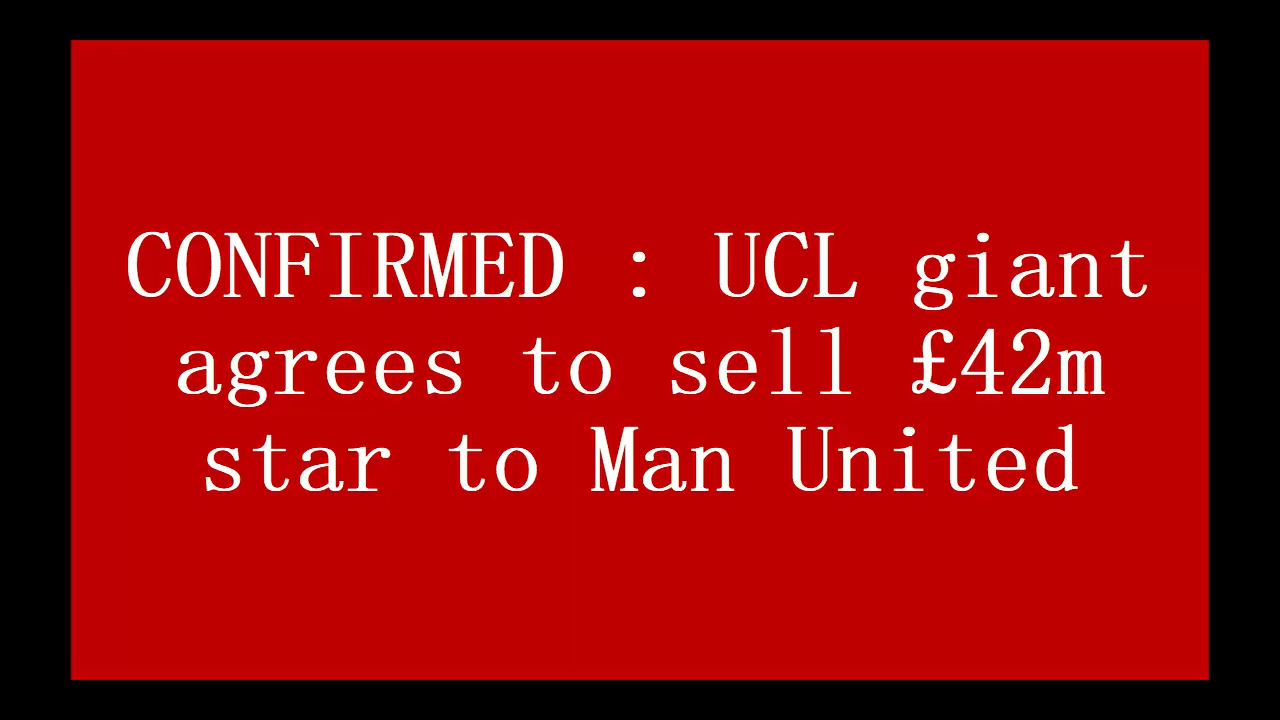 CONFIRMED : UCL giant
agrees to sell £42m
star to Man United